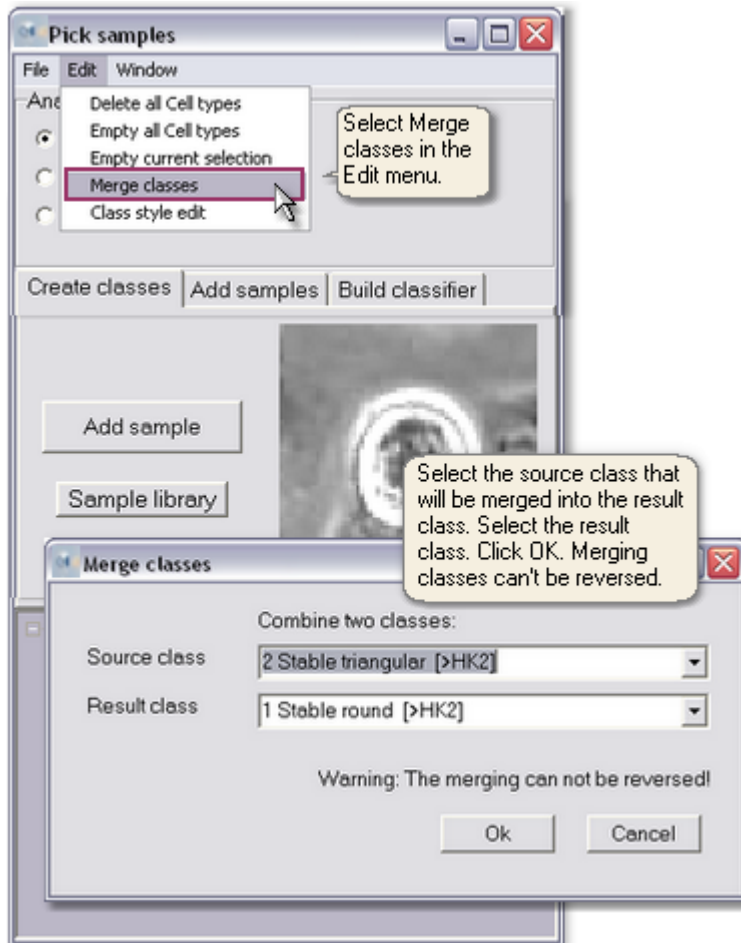 Pick samples
File Edit Window
Ana
Delete all Cell types
Empty all Cell types
Empty current selection
Merge classes
Class style edit
Select Merge
classes in the
Edit menu.
Create classes Add samples Build classifier
Add sample
Sample library
Select the source class that
will be merged into the result
class. Select the result
class. Click OK. Merging
classes can't be reversed.
Merge classes
Combine two classes:
Source class 2 Stable triangular [>HK2]
Result class 1 Stable round [>HK2]
Warning: The merging can not be reversed!
Ok Cancel